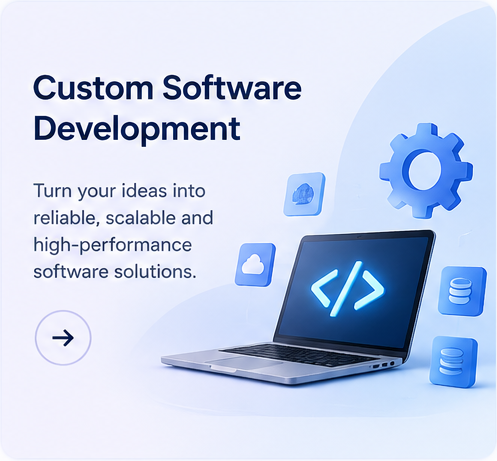 Custom Software
Development
Turn your ideas into
reliable, scalable and
high-performance
software solutions.
</>